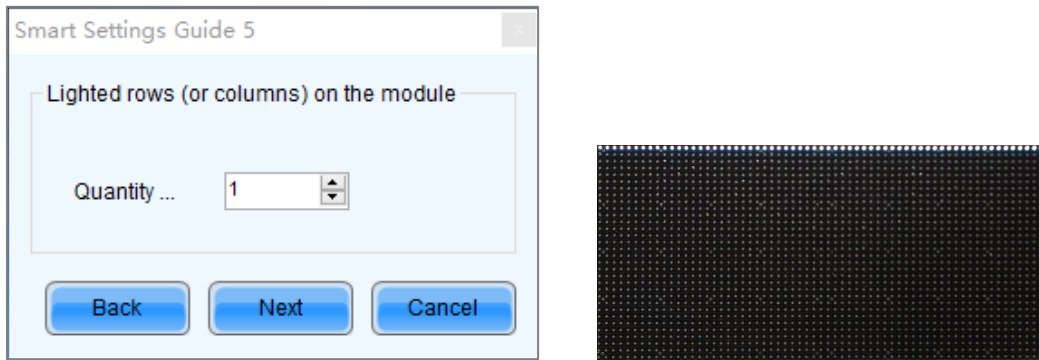 Smart Settings Guide 5
x
Lighted rows (or columns) on the module
Quantity ...
1
Back
Next
Cancel